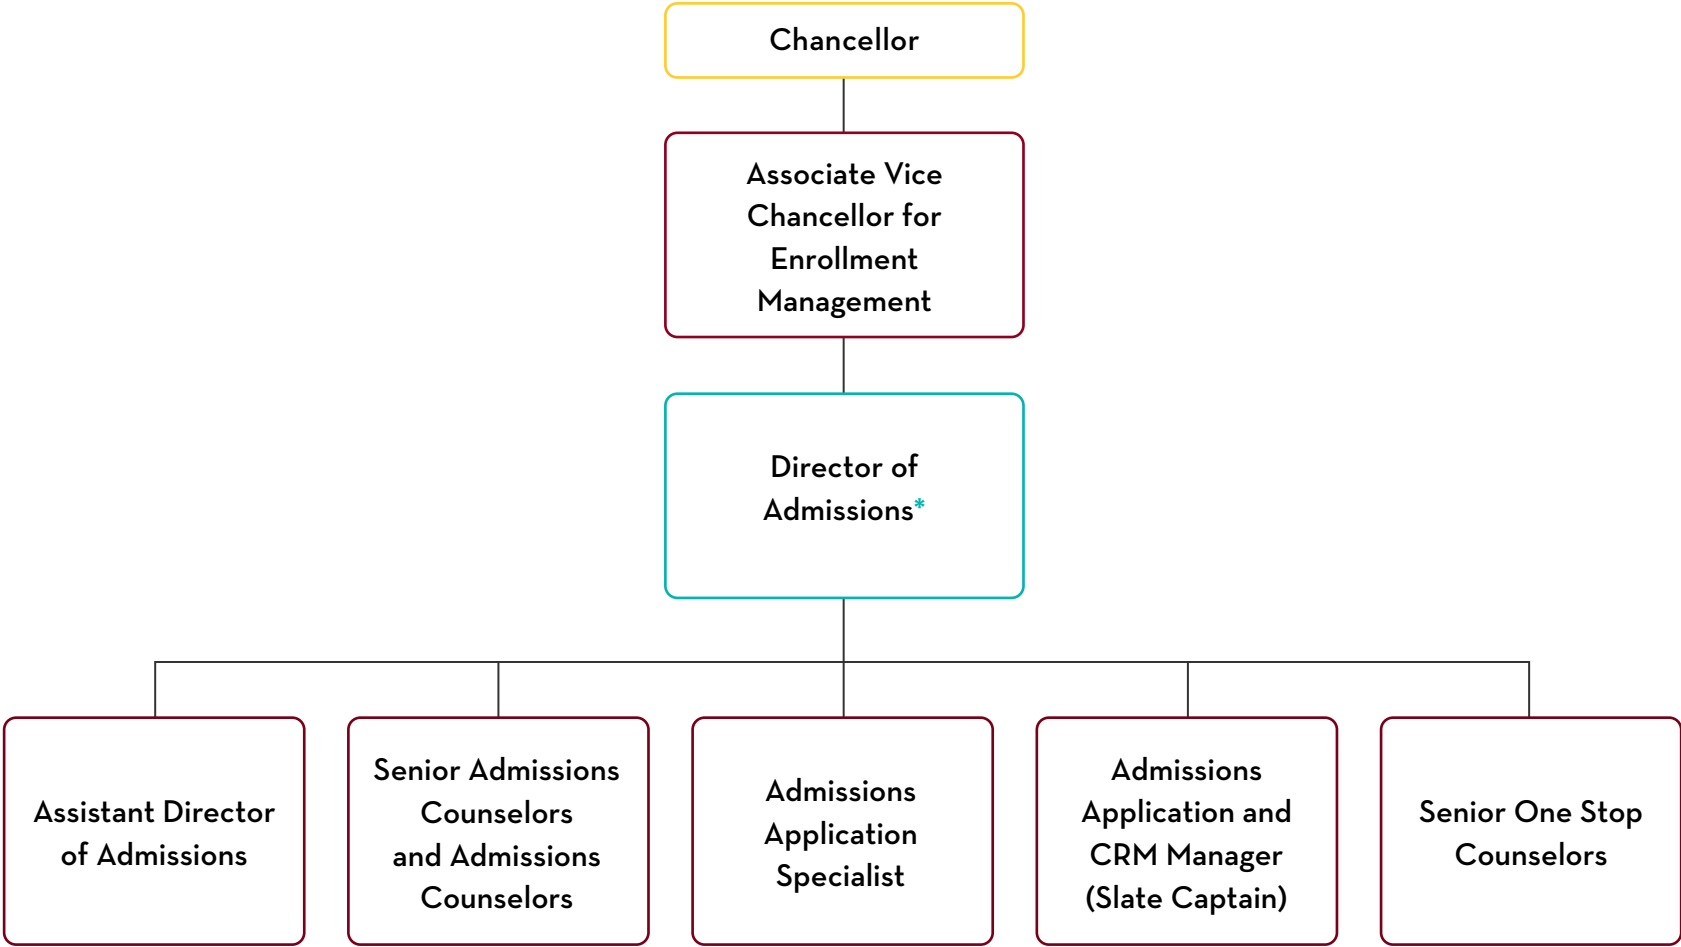 Chancellor
Associate Vice
Chancellor for
Enrollment
Management
Director of
Admissions*
Assistant Director
of Admissions
Senior Admissions
Counselors
and Admissions
Counselors
Admissions
Application
Specialist
Admissions
Application and
CRM Manager
(Slate Captain)
Senior One Stop
Counselors